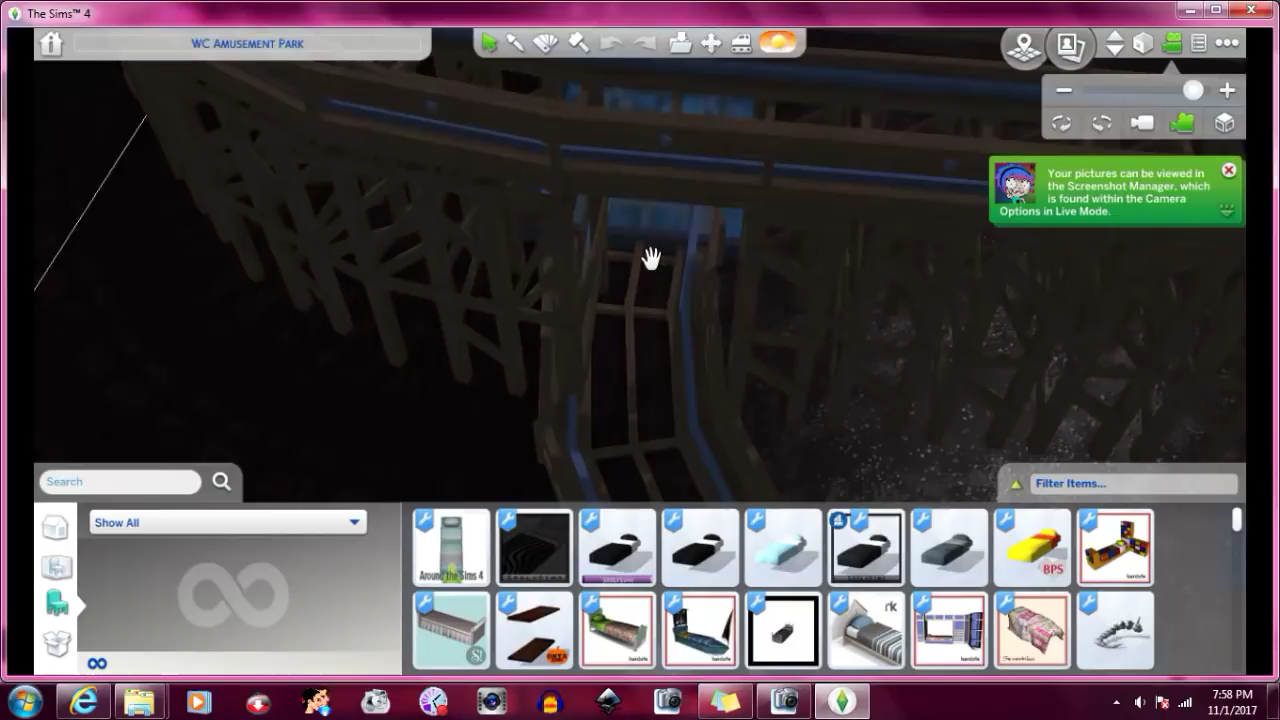 The Sims™ 4
WC AMUSEMENT PARK
Your pictures can be viewed
in the Screenshot Manager, which
is found within the Camera
Options in Live Mode.
Search
Filter Items...
Show All
Around the Sims 4
BPS
rk
7:58 PM
11/1/2017